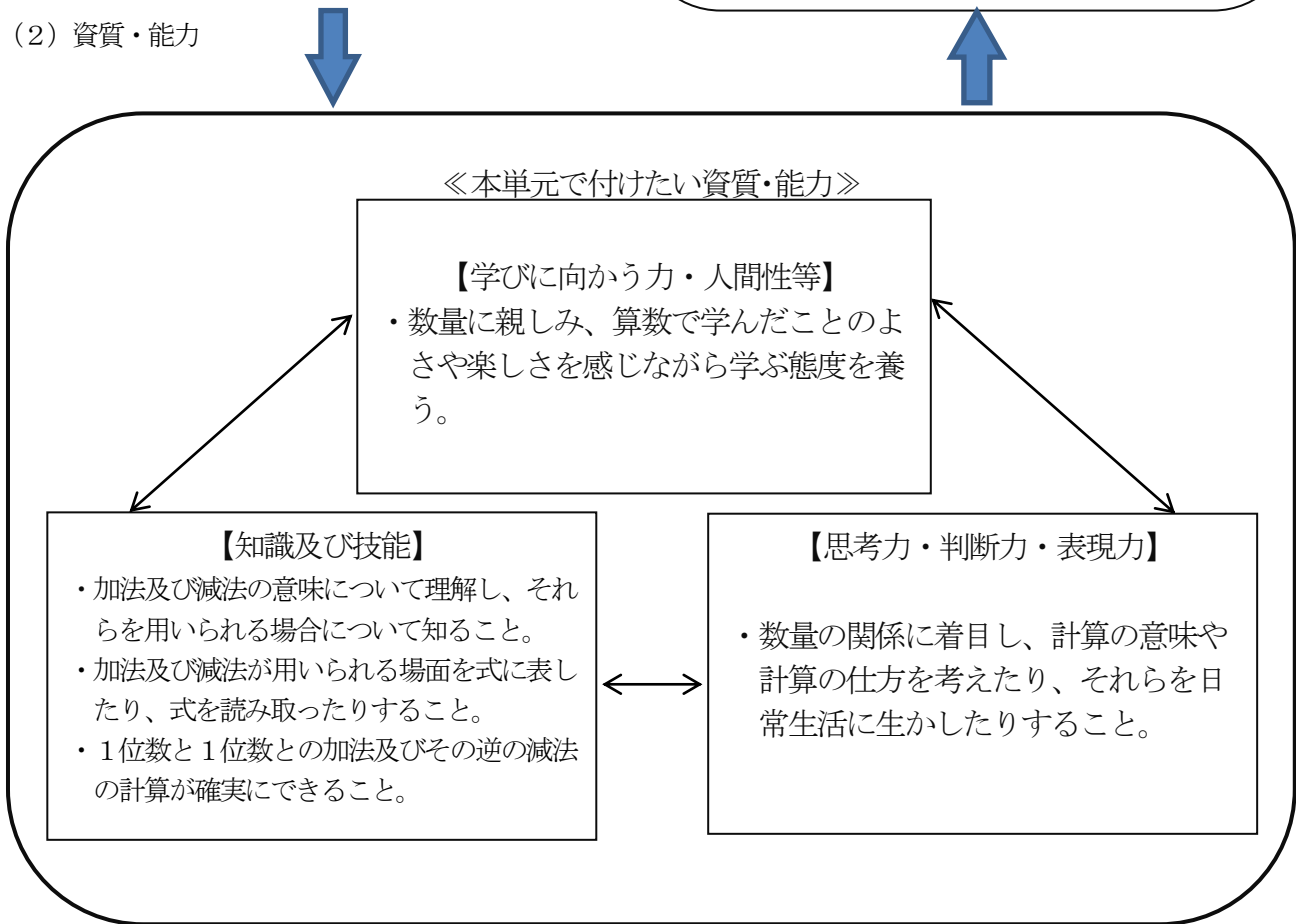 （２）資質・能力
≪本単元で付けたい資質・能力≫
【学びに向かう力・人間性等】
・数量に親しみ、算数で学んだことのよ
さや楽しさを感じながら学ぶ態度を養
う。
【知識及び技能】
・加法及び減法の意味について理解し、それ
らを用いられる場合について知ること。
・加法及び減法が用いられる場面を式に表し
たり、式を読み取ったりすること。
・１位数と１位数との加法及びその逆の減法
の計算が確実にできること。
【思考力・判断力・表現力】
・数量の関係に着目し、計算の意味や
計算の仕方を考えたり、それらを日
常生活に生かしたりすること。